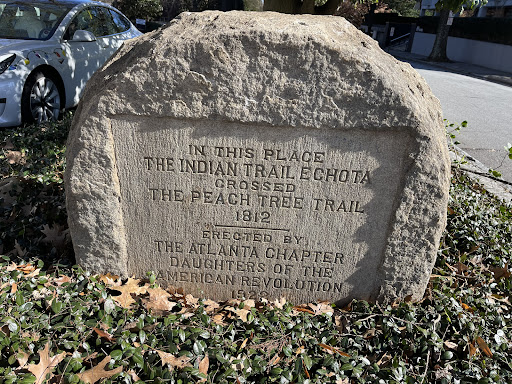 IN THIS PLACE
THE INDIAN TRAIL ECHOTA
CROSSED
THE PEACH TREE TRAIL
1812
ERECTED BY
THE ATLANTA CHAPTER
DAUGHTERS OF THE
AMERICAN REVOLUTION